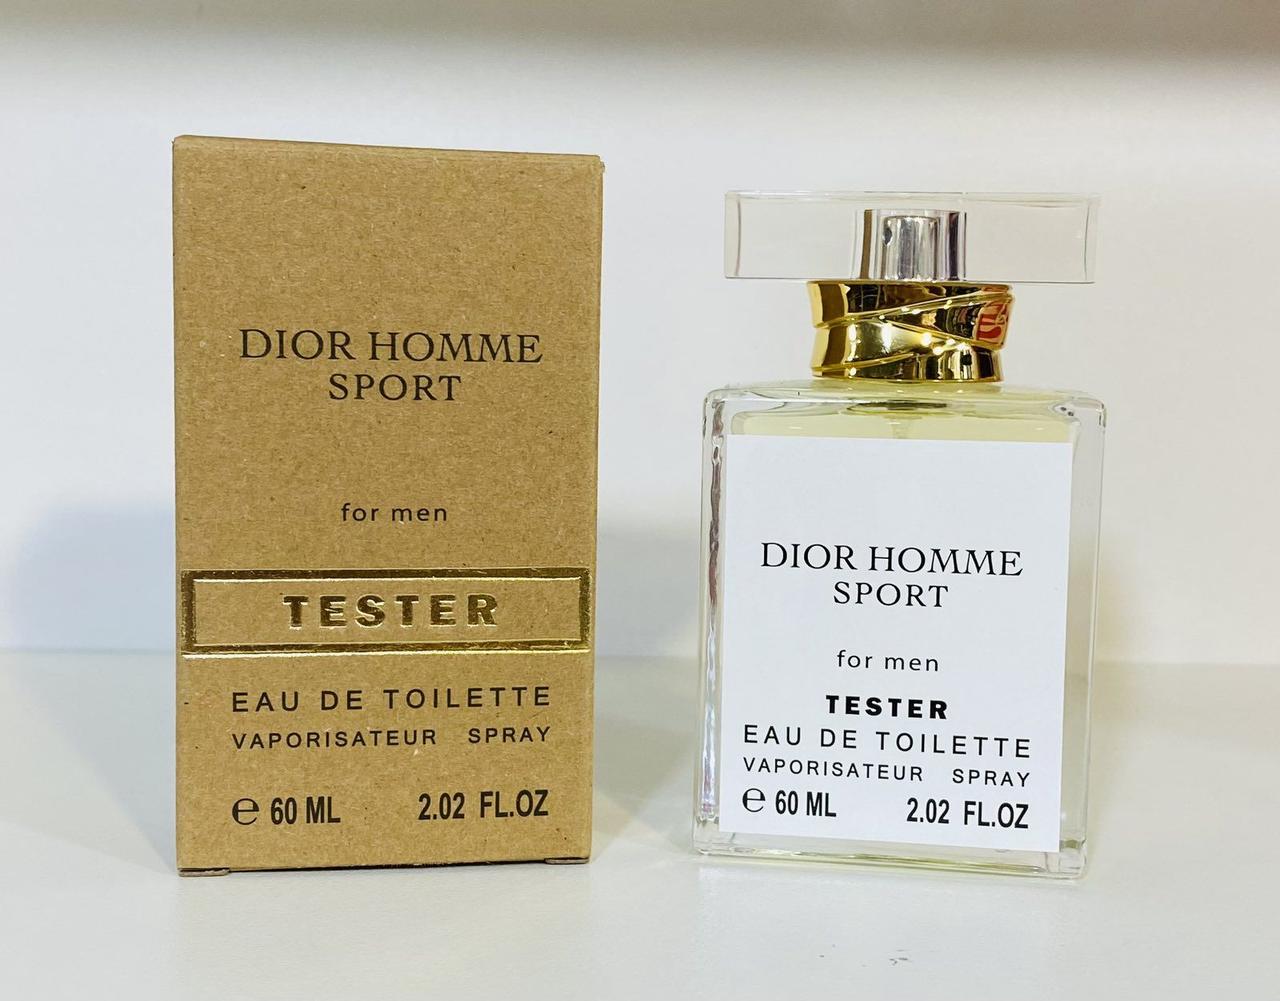 DIOR HOMME
SPORT
for men
TESTER
EAU DE TOILETTE
VAPORISATEUR SPRAY
℮ 60 ML 2.02 FL.OZ
DIOR HOMME
SPORT
for men
TESTER
EAU DE TOILETTE
VAPORISATEUR SPRAY
℮ 60 ML 2.02 FL.OZ